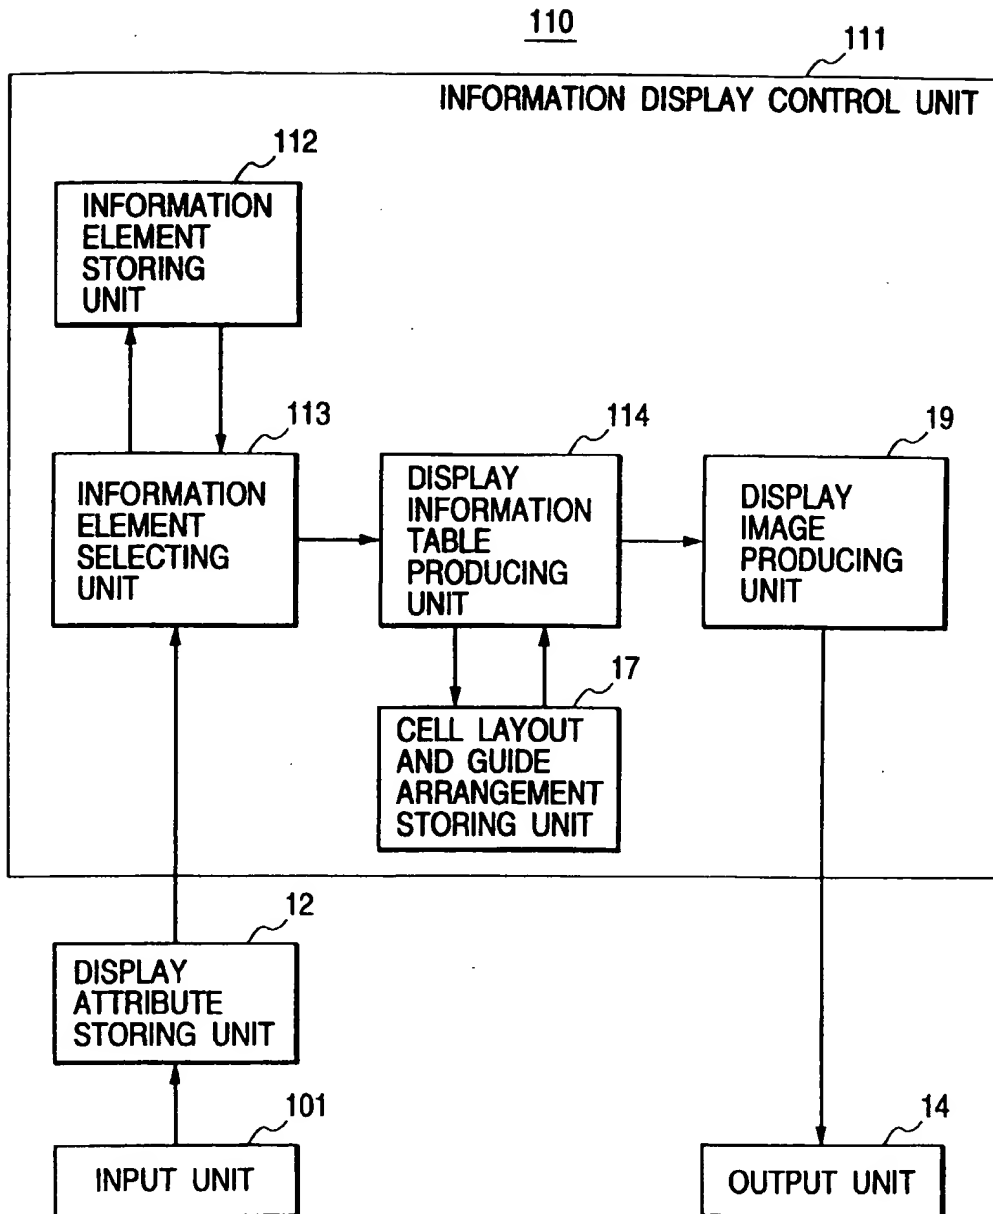 110
111
INFORMATION DISPLAY CONTROL UNIT
112
INFORMATION
ELEMENT
STORING
UNIT
113
INFORMATION
ELEMENT
SELECTING
UNIT
114
DISPLAY
INFORMATION
TABLE
PRODUCING
UNIT
19
DISPLAY
IMAGE
PRODUCING
UNIT
17
CELL LAYOUT
AND GUIDE
ARRANGEMENT
STORING UNIT
12
DISPLAY
ATTRIBUTE
STORING UNIT
101
INPUT UNIT
14
OUTPUT UNIT